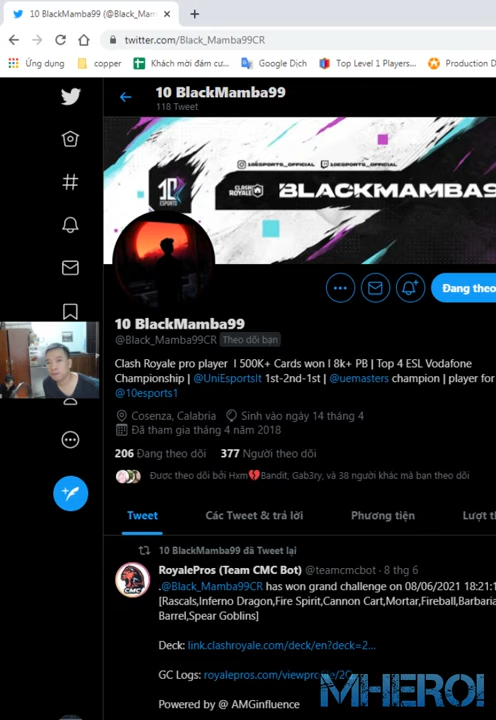 10 BlackMamba99 (@Black_Mam
twitter.com/Black_Mamba99CR
Ứng dụng copper Khách mời đám cư... Google Dịch Top Level 1 Players... Production D
10 BlackMamba99
118 Tweet
10ESPORTS_OFFICIAL 10ESPORTS_OFFICIAL
10 ESPORTS CLASH ROYALE BLACKMAMBA9
Đang theo
10 BlackMamba99
@Black_Mamba99CR Theo dõi bạn
Clash Royale pro player I 500K+ Cards won I 8k+ PB | Top 4 ESL Vodafone
Championship | @UniEsportsIt 1st-2nd-1st | @uemasters champion | player for
@10esports1
Cosenza, Calabria Sinh vào ngày 14 tháng 4
Đã tham gia tháng 4 năm 2018
206 Đang theo dõi 377 Người theo dõi
Được theo dõi bởi Hxm💔Bandit, Gab3ry, và 38 người khác mà bạn theo dõi
Tweet Các Tweet & trả lời Phương tiện Lượt th
10 BlackMamba99 đã Tweet lại
RoyalePros (Team CMC Bot) @teamcmcbot · 8 thg 6
.@Black_Mamba99CR has won grand challenge on 08/06/2021 18:21:1
[Rascals,Inferno Dragon,Fire Spirit,Cannon Cart,Mortar,Fireball,Barbaria
Barrel,Spear Goblins]
Deck: link.clashroyale.com/deck/en?deck=2...
GC Logs: royalepros.com/viewprofile/2C
Powered by @ AMGinfluence
MHERO!